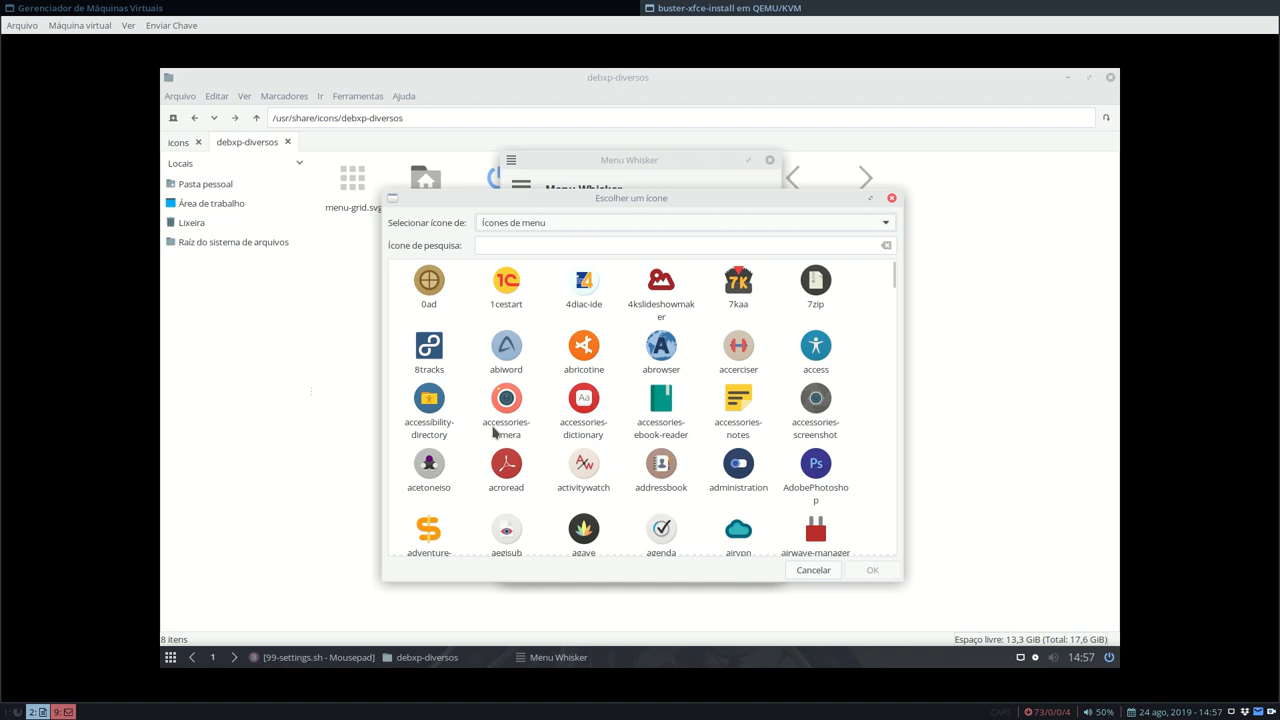 Gerenciador de Máquinas Virtuais
buster-xfce-install em QEMU/KVM
Arquivo Máquina virtual Ver Enviar Chave
debxp-diversos
Arquivo Editar Ver Marcadores Ir Ferramentas Ajuda
/usr/share/icons/debxp-diversos
icons debxp-diversos
Locais
Pasta pessoal
Área de trabalho
Lixeira
Raíz do sistema de arquivos
menu-grid.svg
Menu Whisker
Menu Whisker
Escolher um ícone
Selecionar ícone de: Ícones de menu
Ícone de pesquisa:
0ad 1cestart 4diac-ide 4kslideshowmak
er 7kaa 7zip
8tracks abiword abricotine abrowser accerciser access
accessibility- accessories- accessories- accessories- accessories- accessories-
directory dictionary ebook-reader notes screenshot
acetoneiso acroread activitywatch addressbook administration AdobePhotosho
p
adventure- aegisub agave agenda airvpn airwave-manager
Cancelar OK
8 itens
Espaço livre: 13,3 GiB (Total: 17,6 GiB)
1 [99-settings.sh - Mousepad] debxp-diversos Menu Whisker 14:57
1: 2: 9: CAPS 73/0/0/4 50% 24 ago, 2019 - 14:57